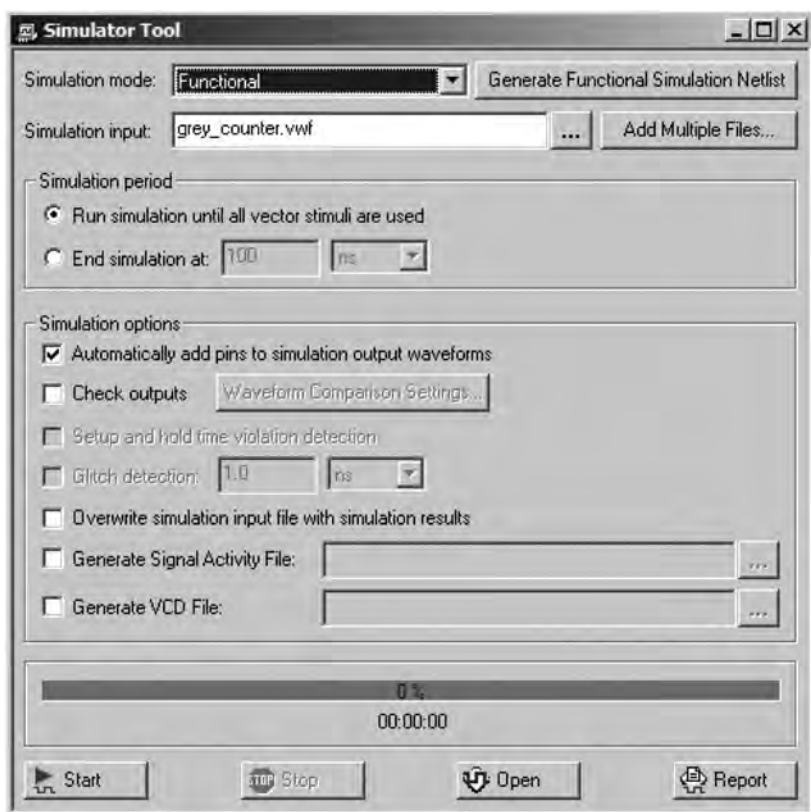 Simulator Tool
Simulation mode: Functional Generate Functional Simulation Netlist
Simulation input: grey_counter.vwf ... Add Multiple Files...
Simulation period
Run simulation until all vector stimuli are used
End simulation at: 100 ns
Simulation options
Automatically add pins to simulation output waveforms
Check outputs Waveform Comparison Settings...
Setup and hold time violation detection
Glitch detection: 1.0 ns
Overwrite simulation input file with simulation results
Generate Signal Activity File: ...
Generate VCD File: ...
0 %
00:00:00
Start STOP Stop Open Report